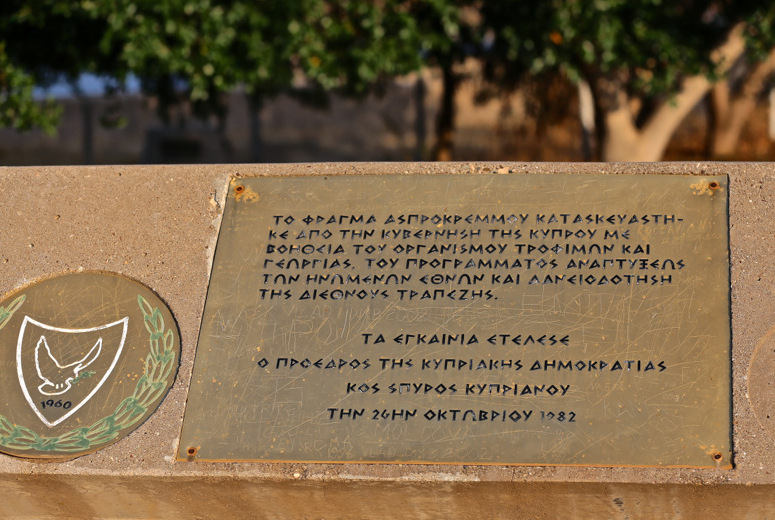 ΤΟ ΦΡΑΓΜΑ ΑΣΠΡΟΚΡΕΜΜΟΥ ΚΑΤΑΣΚΕΥΑΣΤΗ-
ΚΕ ΑΠΟ ΤΗΝ ΚΥΒΕΡΝΗΣΗ ΤΗΣ ΚΥΠΡΟΥ ΜΕ
ΒΟΗΘΕΙΑ ΤΟΥ ΟΡΓΑΝΙΣΜΟΥ ΤΡΟΦΙΜΩΝ ΚΑΙ
ΓΕΩΡΓΙΑΣ, ΤΟΥ ΠΡΟΓΡΑΜΜΑΤΟΣ ΑΝΑΠΤΥΞΕΩΣ
ΤΩΝ ΗΝΩΜΕΝΩΝ ΕΘΝΩΝ ΚΑΙ ΔΑΝΕΙΟΔΟΤΗΣΗ
ΤΗΣ ΔΙΕΘΝΟΥΣ ΤΡΑΠΕΖΗΣ.
ΤΑ ΕΓΚΑΙΝΙΑ ΕΤΕΛΕΣΕ
Ο ΠΡΟΕΔΡΟΣ ΤΗΣ ΚΥΠΡΙΑΚΗΣ ΔΗΜΟΚΡΑΤΙΑΣ
ΚΟΣ ΣΠΥΡΟΣ ΚΥΠΡΙΑΝΟΥ
ΤΗΝ 24ΗΝ ΟΚΤΩΒΡΙΟΥ 1982
1960